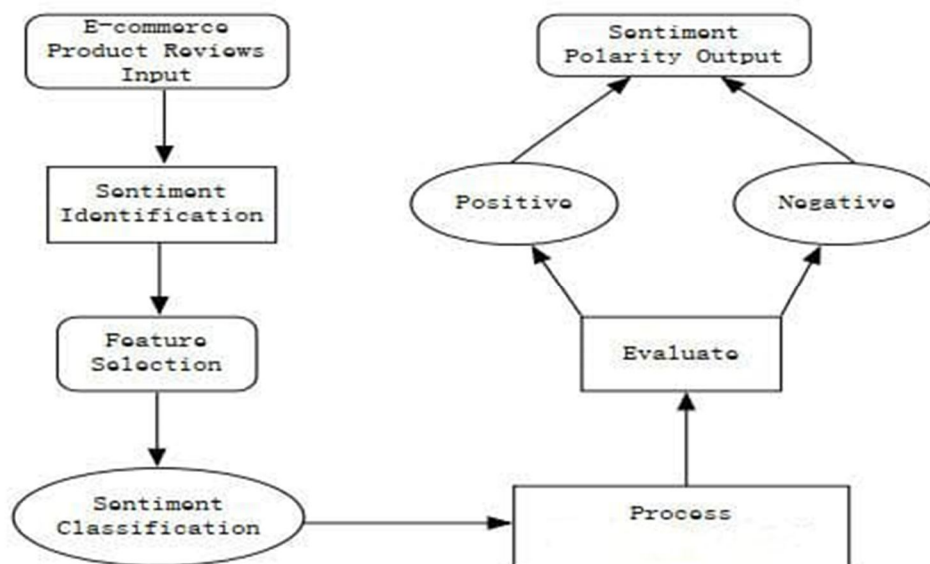 E-commerce
Product Reviews
Input
Sentiment
Identification
Feature
Selection
Sentiment
Classification
Process
Evaluate
Positive
Negative
Sentiment
Polarity Output